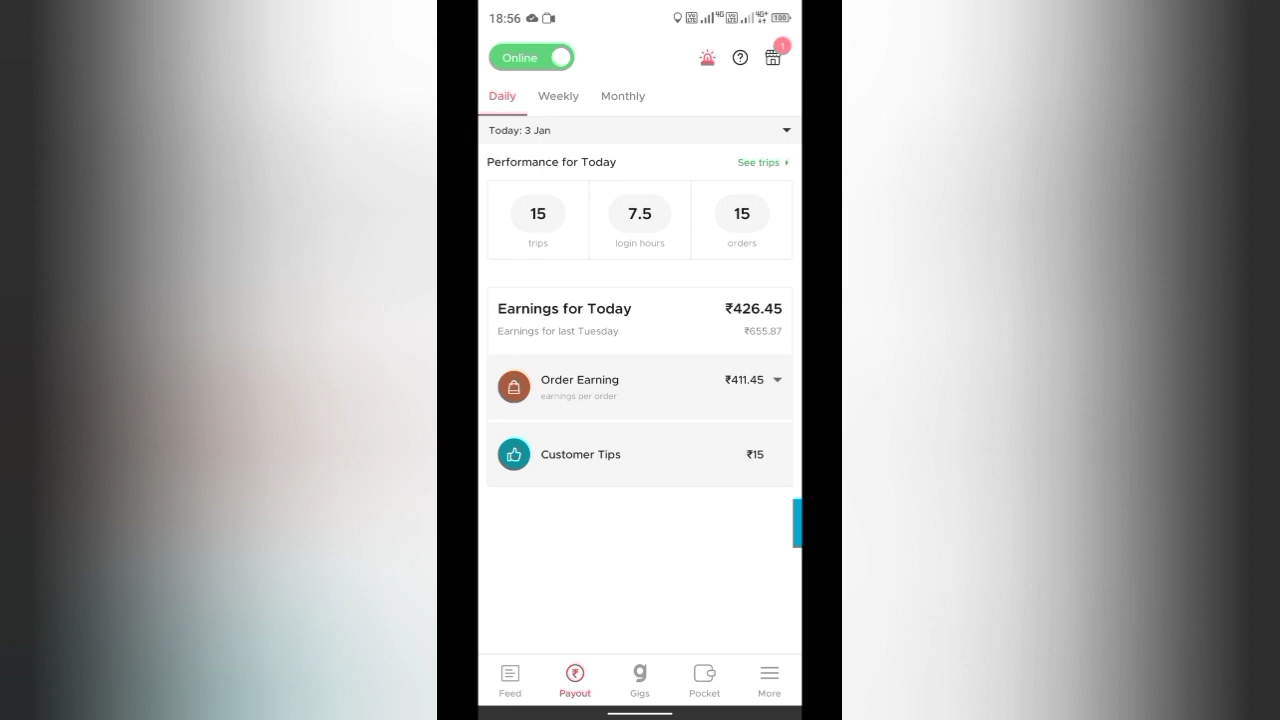 18:56
Online
1
Daily Weekly Monthly
Today: 3 Jan
Performance for Today See trips
15 7.5 15
trips login hours orders
Earnings for Today ₹426.45
Earnings for last Tuesday ₹655.87
Order Earning ₹411.45
earnings per order
Customer Tips ₹15
Feed Payout Gigs Pocket More